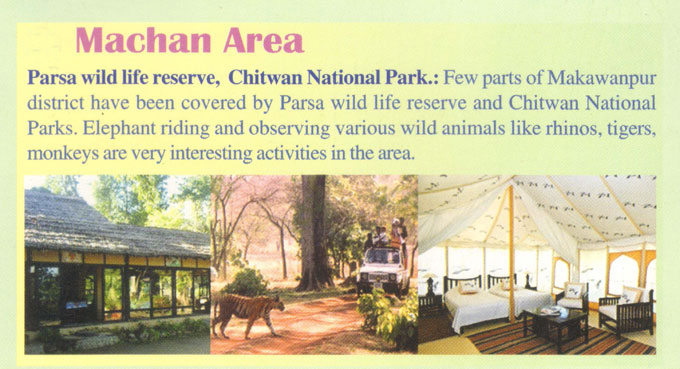 Machan Area
Parsa wild life reserve, Chitwan National Park.: Few parts of Makawanpur
district have been covered by Parsa wild life reserve and Chitwan National
Parks. Elephant riding and observing various wild animals like rhinos, tigers,
monkeys are very interesting activities in the area.